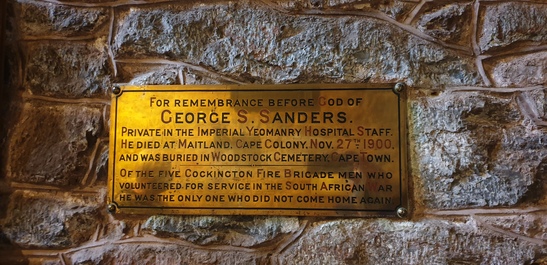 For remembrance before God of
George S. Sanders.
Private in the Imperial Yeomanry Hospital Staff.
He died at Maitland, Cape Colony, Nov. 27th 1900,
and was buried in Woodstock Cemetery, Cape Town.
Of the five Cockington Fire Brigade men who
volunteered for service in the South African War
he was the only one who did not come home again.